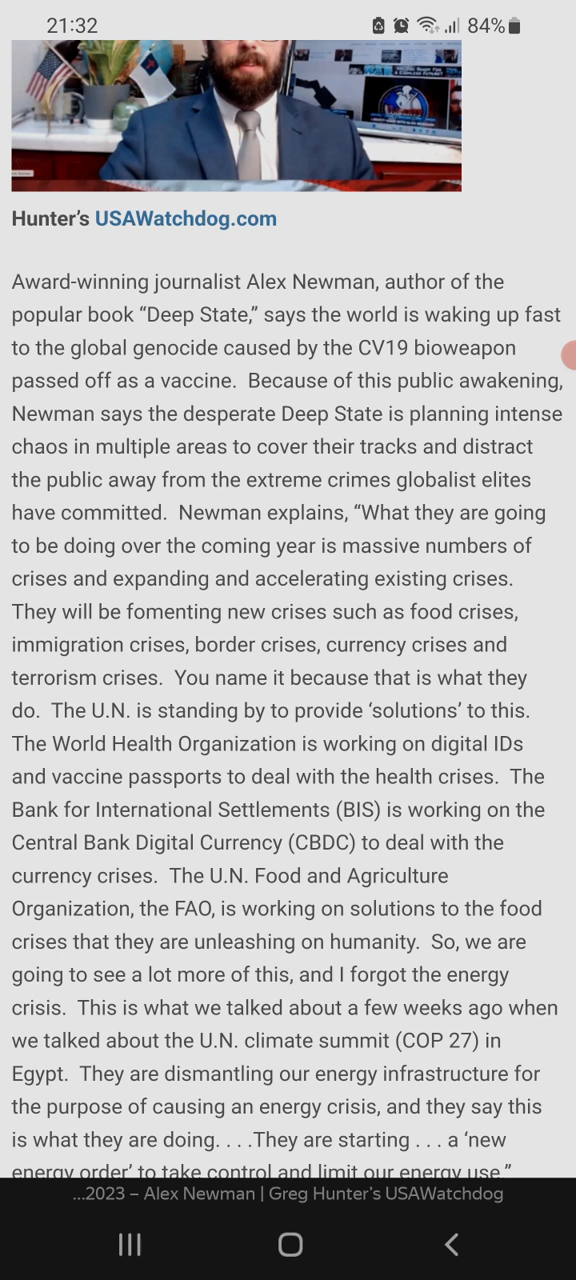 21:32
84%
Hunter’s USAWatchdog.com
Award-winning journalist Alex Newman, author of the
popular book “Deep State,” says the world is waking up fast
to the global genocide caused by the CV19 bioweapon
passed off as a vaccine.  Because of this public awakening,
Newman says the desperate Deep State is planning intense
chaos in multiple areas to cover their tracks and distract
the public away from the extreme crimes globalist elites
have committed.  Newman explains, “What they are going
to be doing over the coming year is massive numbers of
crises and expanding and accelerating existing crises.
They will be fomenting new crises such as food crises,
immigration crises, border crises, currency crises and
terrorism crises.  You name it because that is what they
do.  The U.N. is standing by to provide ‘solutions’ to this.
The World Health Organization is working on digital IDs
and vaccine passports to deal with the health crises.  The
Bank for International Settlements (BIS) is working on the
Central Bank Digital Currency (CBDC) to deal with the
currency crises.  The U.N. Food and Agriculture
Organization, the FAO, is working on solutions to the food
crises that they are unleashing on humanity.  So, we are
going to see a lot more of this, and I forgot the energy
crisis.  This is what we talked about a few weeks ago when
we talked about the U.N. climate summit (COP 27) in
Egypt.  They are dismantling our energy infrastructure for
the purpose of causing an energy crisis, and they say this
is what they are doing. . . .They are starting . . . a ‘new
energy order’ to take control and limit our energy use.”
...2023 – Alex Newman | Greg Hunter’s USAWatchdog